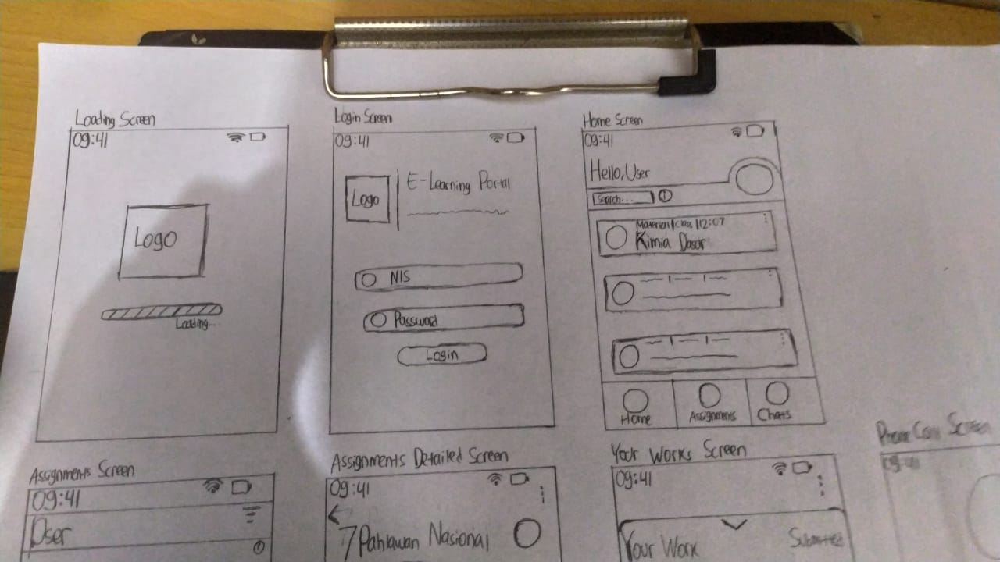 Loading Screen
09:41
Logo
Loading...
Login Screen
09:41
Logo
E-Learning Portal
NIS
Password
Login
Home Screen
09:41
Hello, User
Search...
Material | Class | 12:07
Kimia Dasar
Home
Assignments
Chats
Assignments Screen
09:41
User
Assignments Detailed Screen
09:41
7 Pahlawan Nasional
Your Works Screen
09:41
Your Work
Submitted
Phone Call Screen
09:41